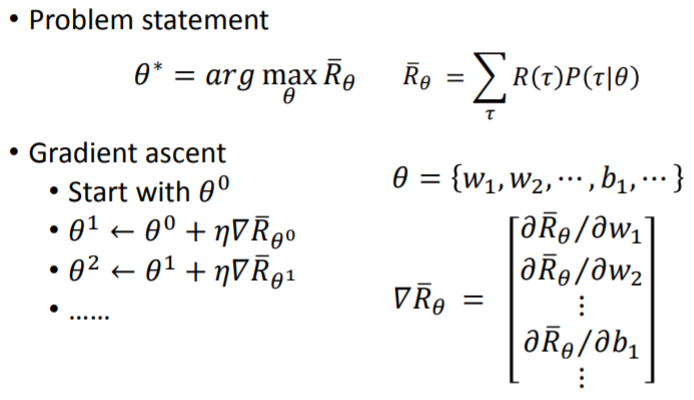 • Problem statement
θ* = arg max_θ R̄_θ    R̄_θ = ∑_τ R(τ)P(τ|θ)
• Gradient ascent
• Start with θ⁰
• θ¹ ← θ⁰ + η∇R̄_θ⁰
• θ² ← θ¹ + η∇R̄_θ¹
• ……
θ = {w₁, w₂, ⋯, b₁, ⋯}
∇R̄_θ = [∂R̄_θ/∂w₁
∂R̄_θ/∂w₂
⋮
∂R̄_θ/∂b₁
⋮]